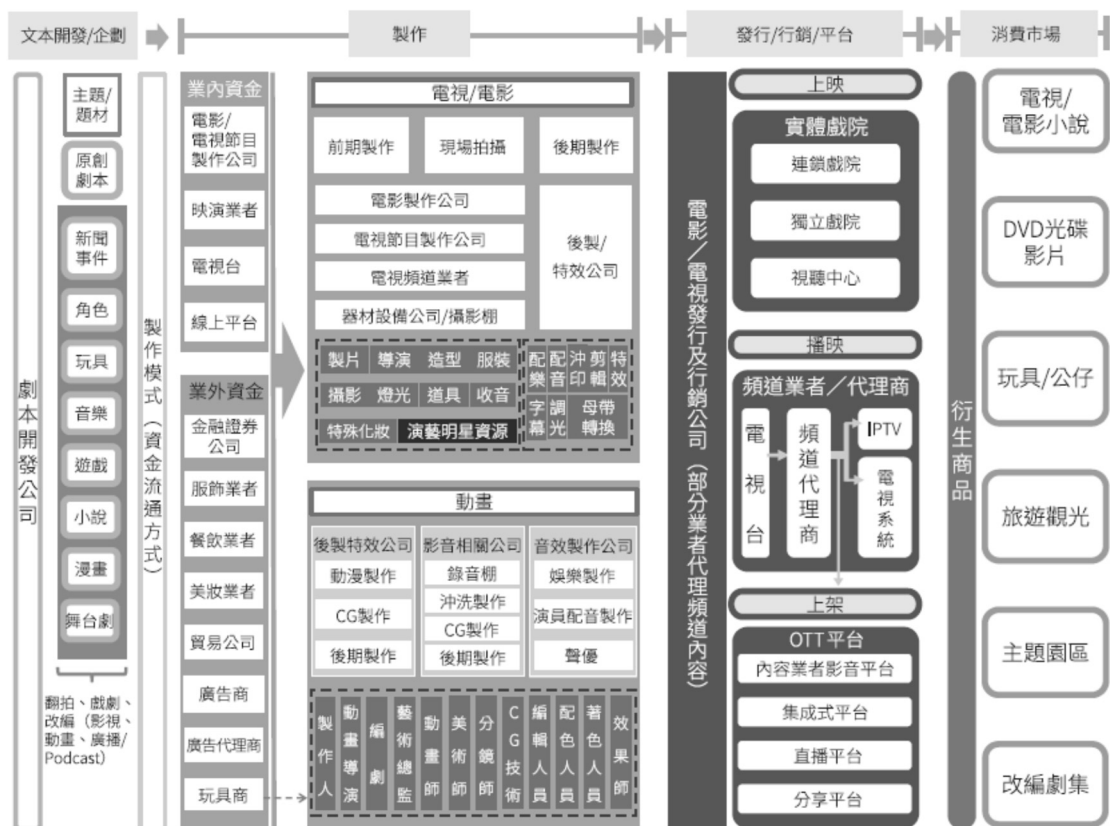 文本開發/企劃
製作
發行/行銷/平台
消費市場
劇本開發公司
主題/
題材
原創
劇本
新聞
事件
角色
玩具
音樂
遊戲
小說
漫畫
舞台劇
翻拍、戲劇、
改編（影視、
動畫、廣播/
Podcast）
製作模式（資金流通方式）
業內資金
電影/
電視節目
製作公司
映演業者
電視台
線上平台
業外資金
金融證券
公司
服飾業者
餐飲業者
美妝業者
貿易公司
廣告商
廣告代理商
玩具商
電視/電影
前期製作
現場拍攝
後期製作
電影製作公司
電視節目製作公司
電視頻道業者
器材設備公司/攝影棚
後製/
特效公司
製片 導演 造型 服裝
攝影 燈光 道具 收音
特殊化妝 演藝明星資源
配樂
配音
沖印
剪輯
特效
字幕
調光
母帶
轉換
動畫
後製特效公司
動漫製作
CG製作
後期製作
影音相關公司
錄音棚
沖洗製作
CG製作
後期製作
音效製作公司
娛樂製作
演員配音製作
聲優
製作人
動畫導演
編劇
藝術總監
動畫師
美術師
分鏡師
CG技術
編輯人員
配色人員
著色人員
效果師
電影／電視發行及行銷公司（部分業者代理頻道內容）
上映
實體戲院
連鎖戲院
獨立戲院
視聽中心
播映
頻道業者／代理商
電視台
頻道代理商
IPTV
電視系統
上架
OTT平台
內容業者影音平台
集成式平台
直播平台
分享平台
衍生商品
電視/
電影小說
DVD光碟
影片
玩具/公仔
旅遊觀光
主題園區
改編劇集